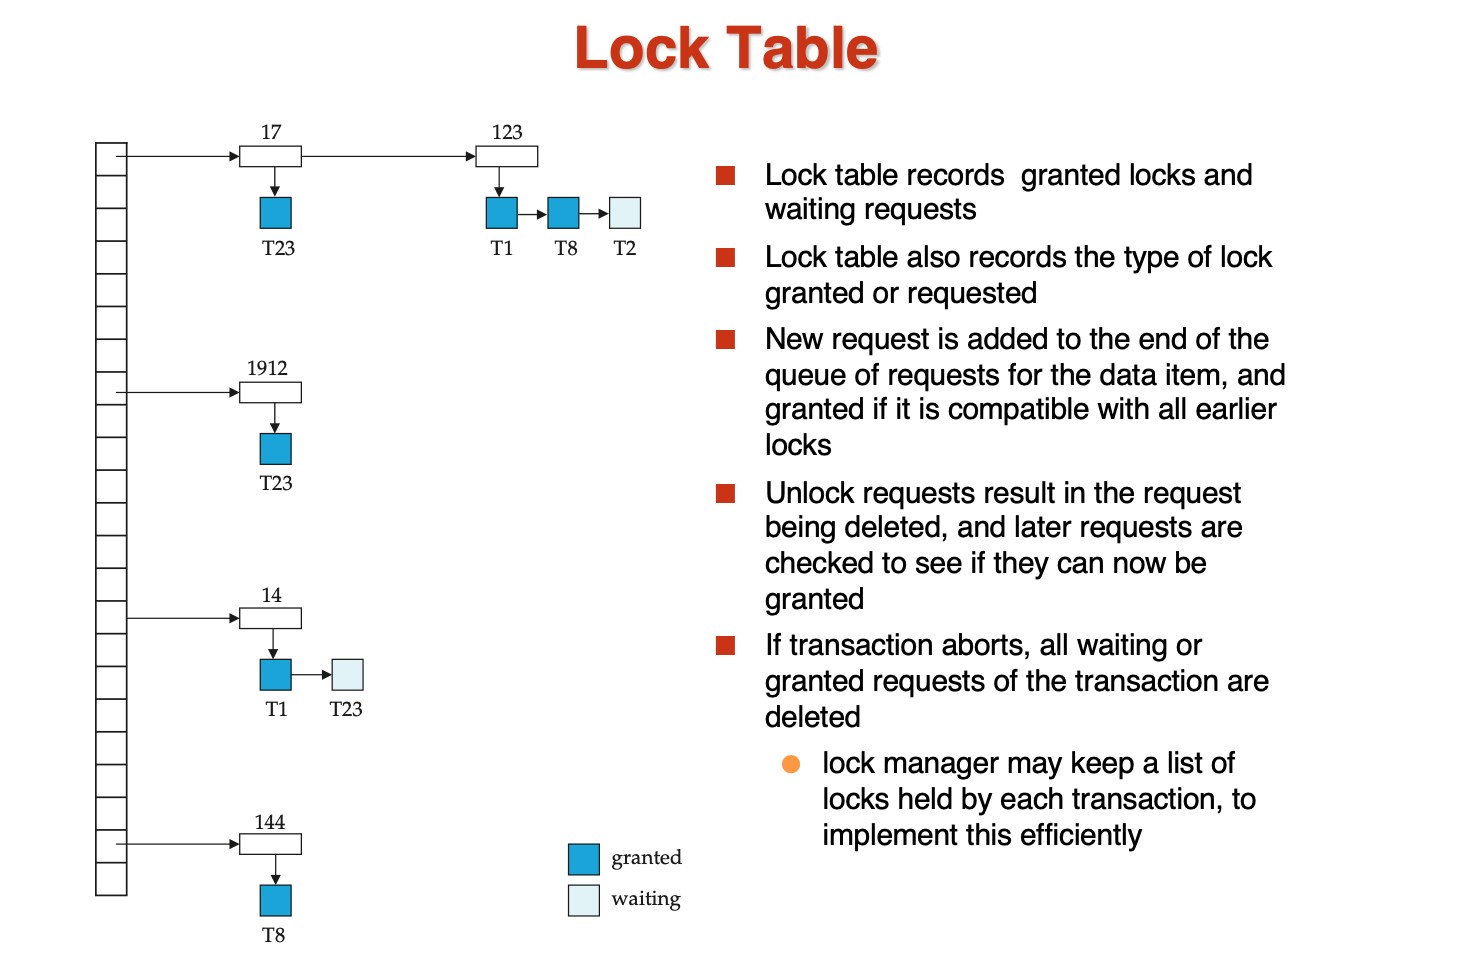 Lock Table
17
123
T23
T1
T8
T2
1912
T23
14
T1
T23
144
T8
granted
waiting
Lock table records granted locks and
waiting requests
Lock table also records the type of lock
granted or requested
New request is added to the end of the
queue of requests for the data item, and
granted if it is compatible with all earlier
locks
Unlock requests result in the request
being deleted, and later requests are
checked to see if they can now be
granted
If transaction aborts, all waiting or
granted requests of the transaction are
deleted
lock manager may keep a list of
locks held by each transaction, to
implement this efficiently